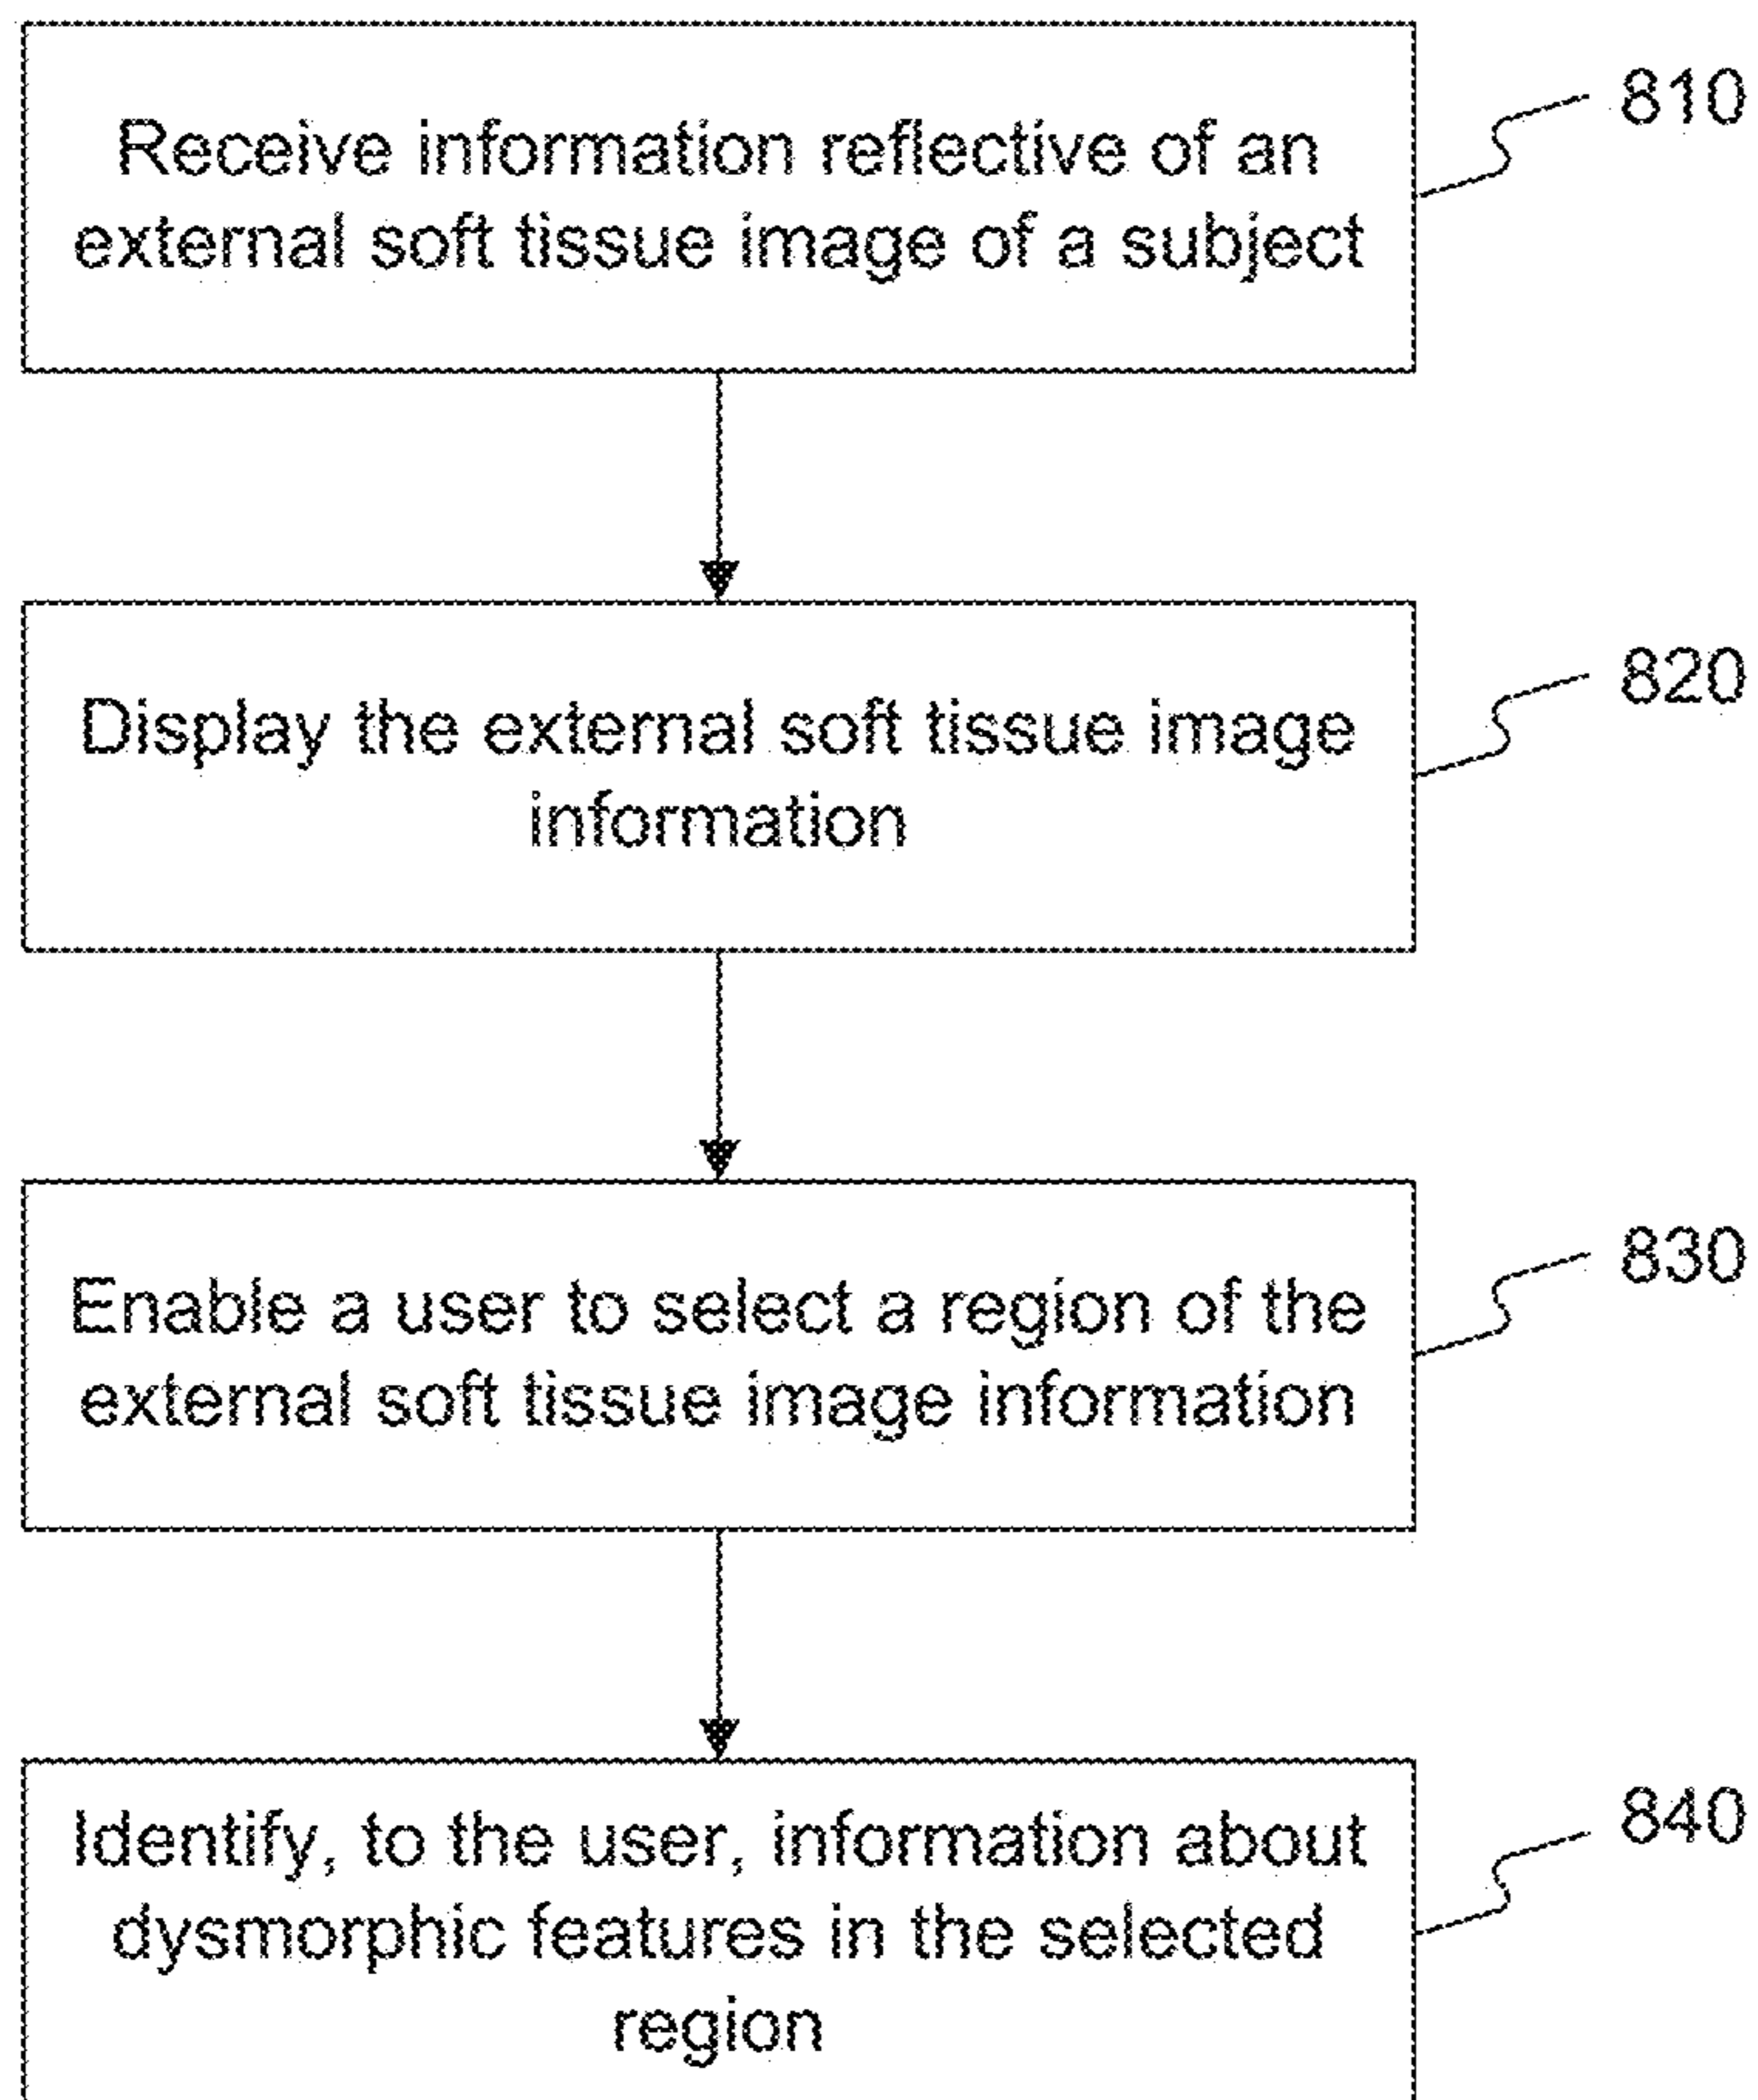 Receive information reflective of an
external soft tissue image of a subject
810
Display the external soft tissue image
information
820
Enable a user to select a region of the
external soft tissue image information
830
Identify, to the user, information about
dysmorphic features in the selected
region
840